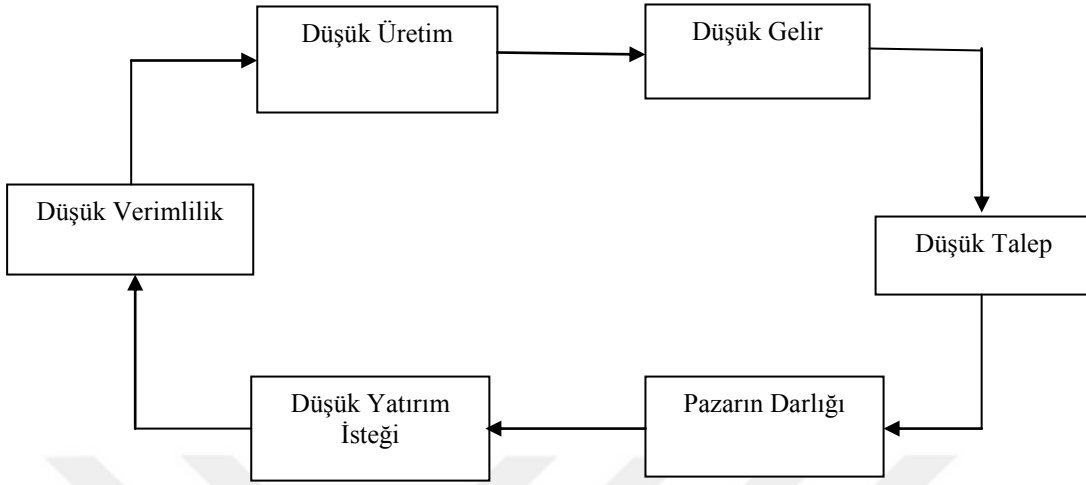 Düşük Üretim
Düşük Gelir
Düşük Verimlilik
Düşük Talep
Düşük Yatırım
İsteği
Pazarın Darlığı